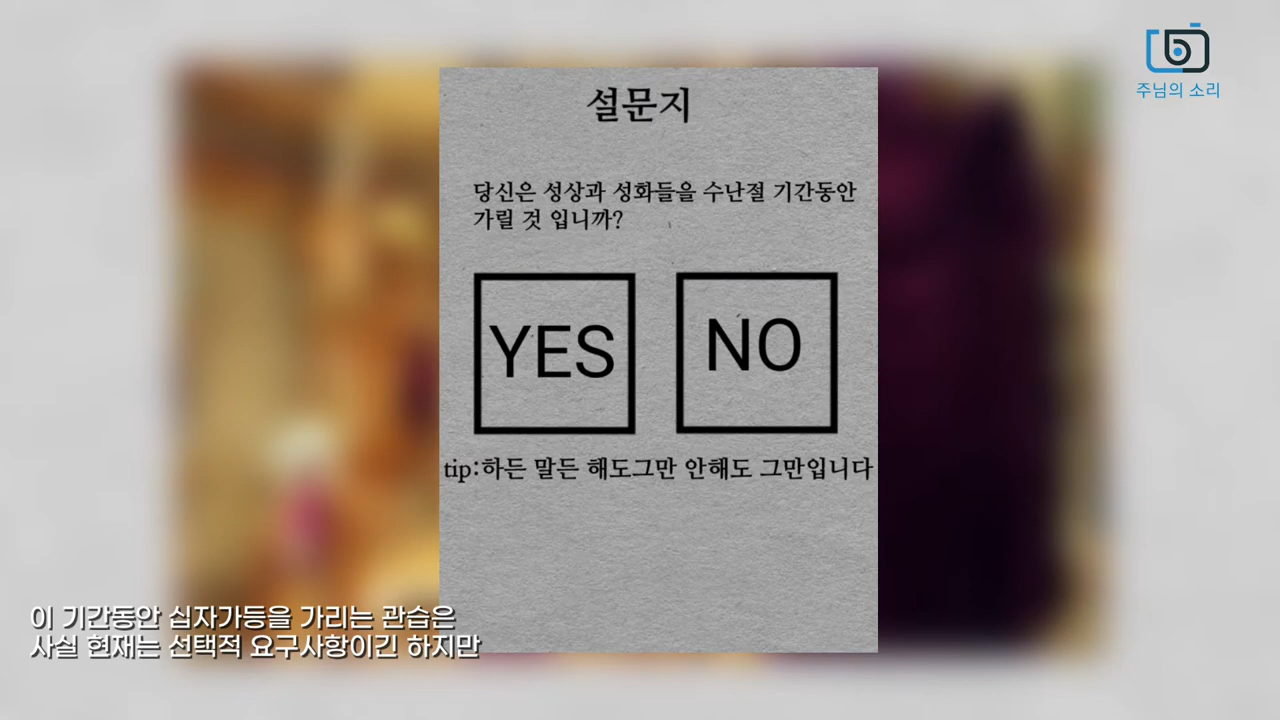 주님의 소리
설문지
당신은 성상과 성화들을 수난절 기간동안
가릴 것 입니까?
YES NO
tip:하든 말든 해도그만 안해도 그만입니다
이 기간동안 십자가등을 가리는 관습은
사실 현재는 선택적 요구사항이긴 하지만